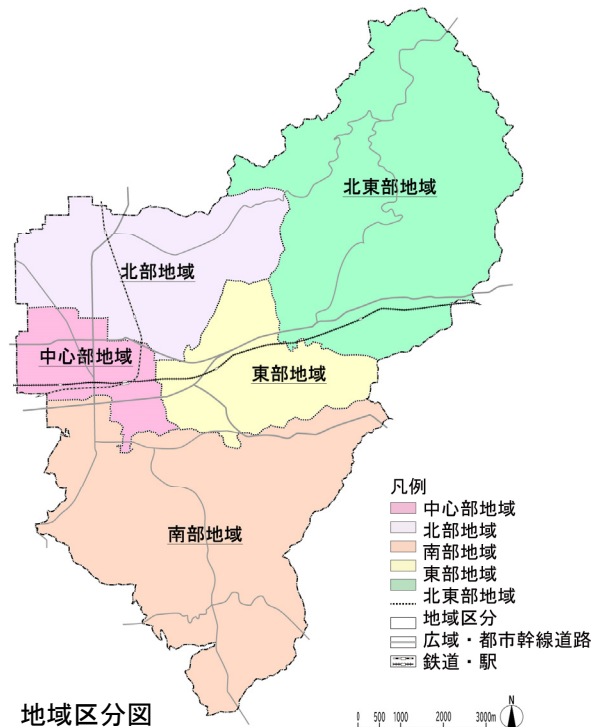 北東部地域
北部地域
中心部地域
東部地域
南部地域
凡例
中心部地域
北部地域
南部地域
東部地域
北東部地域
地域区分
広域・都市幹線道路
鉄道・駅
地域区分図
0 500 1000 2000 3000m
N